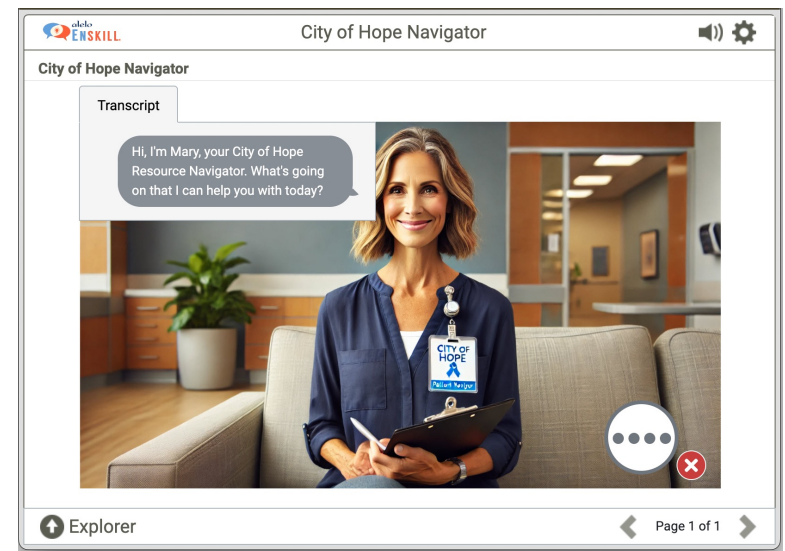 alelo
ENSKILL
City of Hope Navigator
City of Hope Navigator
Transcript
Hi, I'm Mary, your City of Hope
Resource Navigator. What's going
on that I can help you with today?
CITY OF
HOPE
Explorer
Page 1 of 1